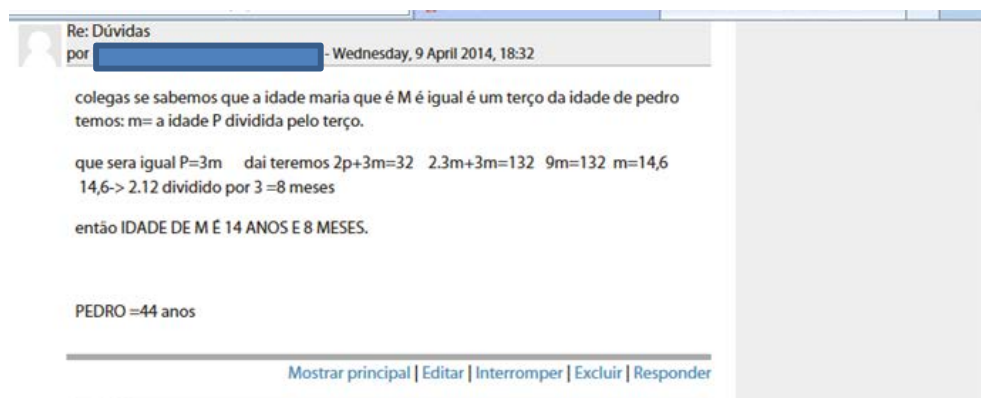 Re: Dúvidas
por - Wednesday, 9 April 2014, 18:32
colegas se sabemos que a idade maria que é M é igual é um terço da idade de pedro
temos: m= a idade P dividida pelo terço.
que sera igual P=3m dai teremos 2p+3m=32 2.3m+3m=132 9m=132 m=14,6
14,6-> 2.12 dividido por 3 =8 meses
então IDADE DE M É 14 ANOS E 8 MESES.
PEDRO =44 anos
Mostrar principal | Editar | Interromper | Excluir | Responder